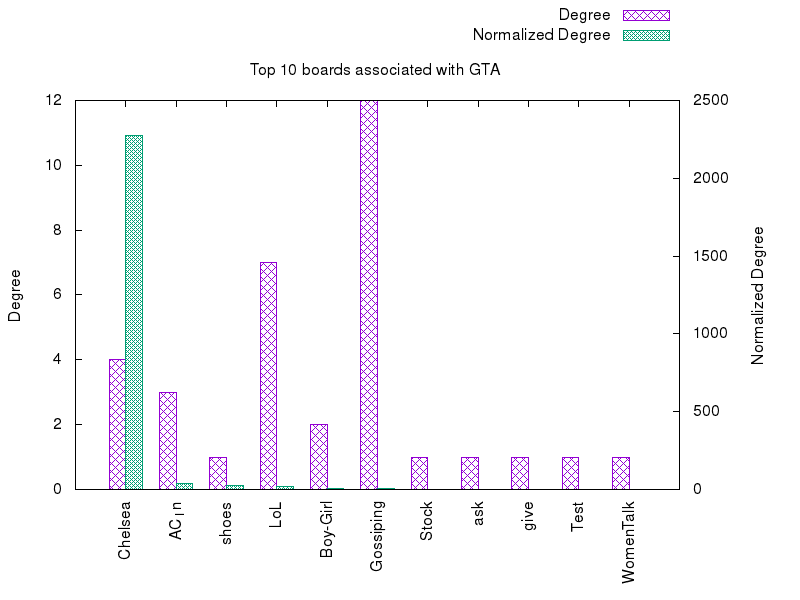 Degree
Normalized Degree
Top 10 boards associated with GTA
12
10
8
6
4
2
0
2500
2000
1500
1000
500
0
Degree
Normalized Degree
Chelsea
AC|n
shoes
LoL
Boy-Girl
Gossiping
Stock
ask
give
Test
WomenTalk